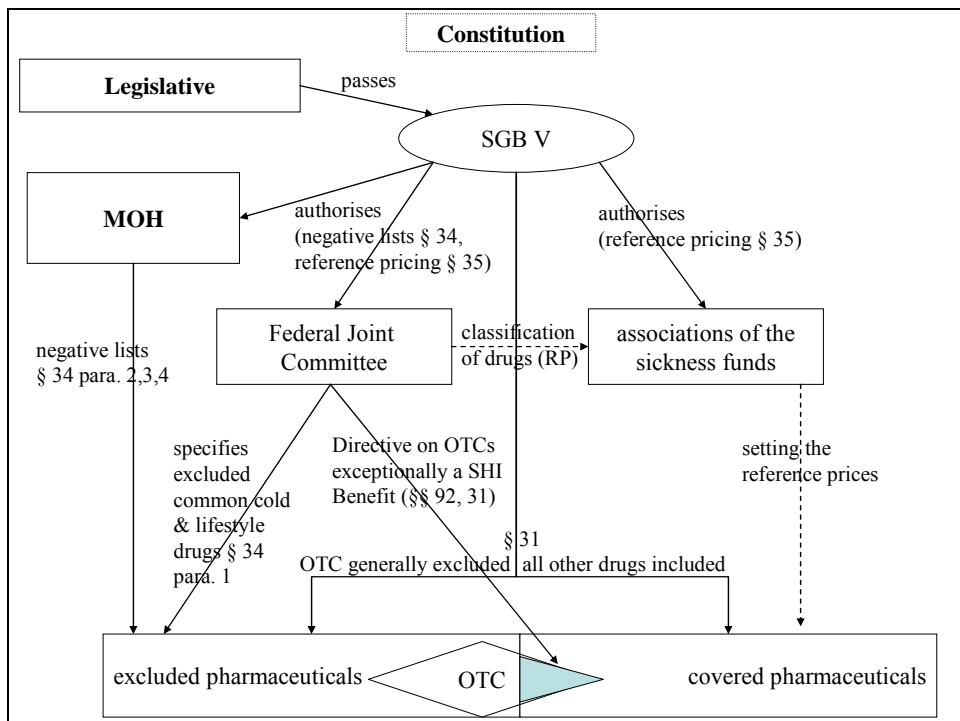 Constitution
Legislative
passes
SGB V
MOH
authorises
(negative lists § 34,
reference pricing § 35)
authorises
(reference pricing § 35)
Federal Joint
Committee
classification
of drugs (RP)
associations of the
sickness funds
negative lists
§ 34 para. 2,3,4
specifies
excluded
common cold
& lifestyle
drugs § 34
para. 1
Directive on OTCs
exceptionally a SHI
Benefit (§§ 92, 31)
setting the
reference prices
§ 31
OTC generally excluded all other drugs included
excluded pharmaceuticals
OTC
covered pharmaceuticals